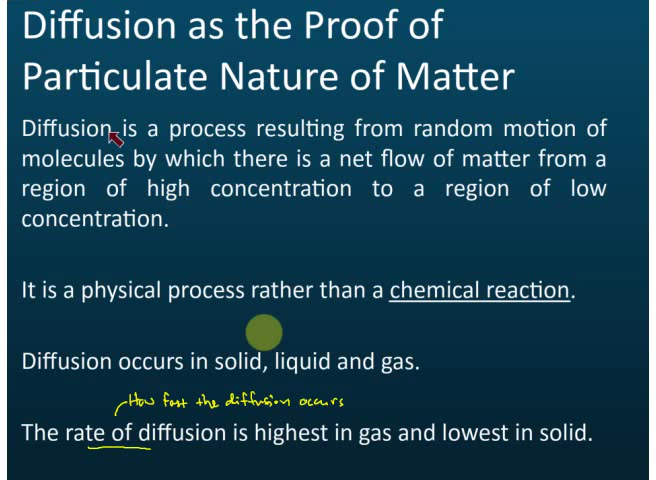 Diffusion as the Proof of
Particulate Nature of Matter
Diffusion is a process resulting from random motion of
molecules by which there is a net flow of matter from a
region of high concentration to a region of low
concentration.
It is a physical process rather than a chemical reaction.
Diffusion occurs in solid, liquid and gas.
How fast the diffusion occurs
The rate of diffusion is highest in gas and lowest in solid.